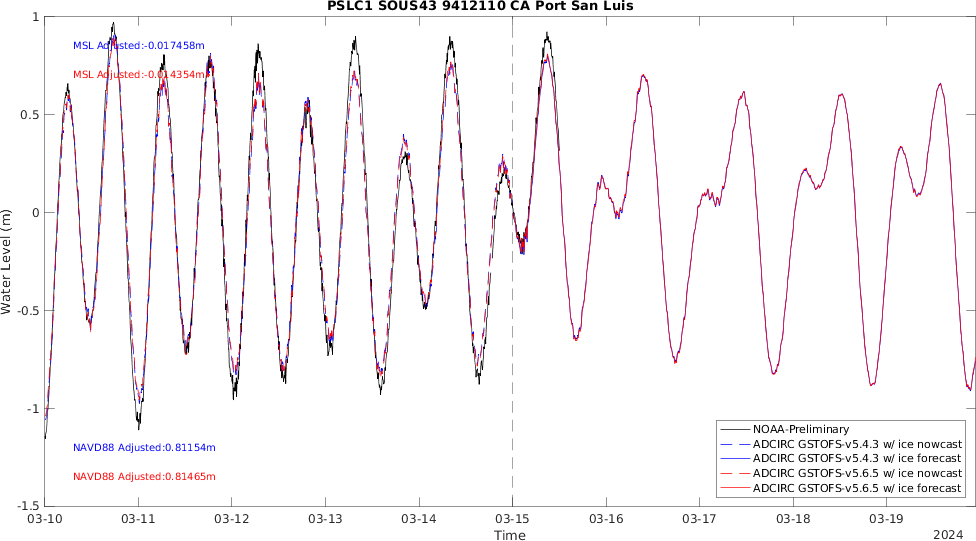 PSLC1 SOUS43 9412110 CA Port San Luis
MSL Adjusted:-0.017458m
MSL Adjusted:-0.014354m
NAVD88 Adjusted:0.81154m
NAVD88 Adjusted:0.81465m
Water Level (m)
1
0.5
0
-0.5
-1
-1.5
NOAA-Preliminary
ADCIRC GSTOFS-v5.4.3 w/ ice nowcast
ADCIRC GSTOFS-v5.4.3 w/ ice forecast
ADCIRC GSTOFS-v5.6.5 w/ ice nowcast
ADCIRC GSTOFS-v5.6.5 w/ ice forecast
03-10 03-11 03-12 03-13 03-14 03-15 03-16 03-17 03-18 03-19
Time
2024